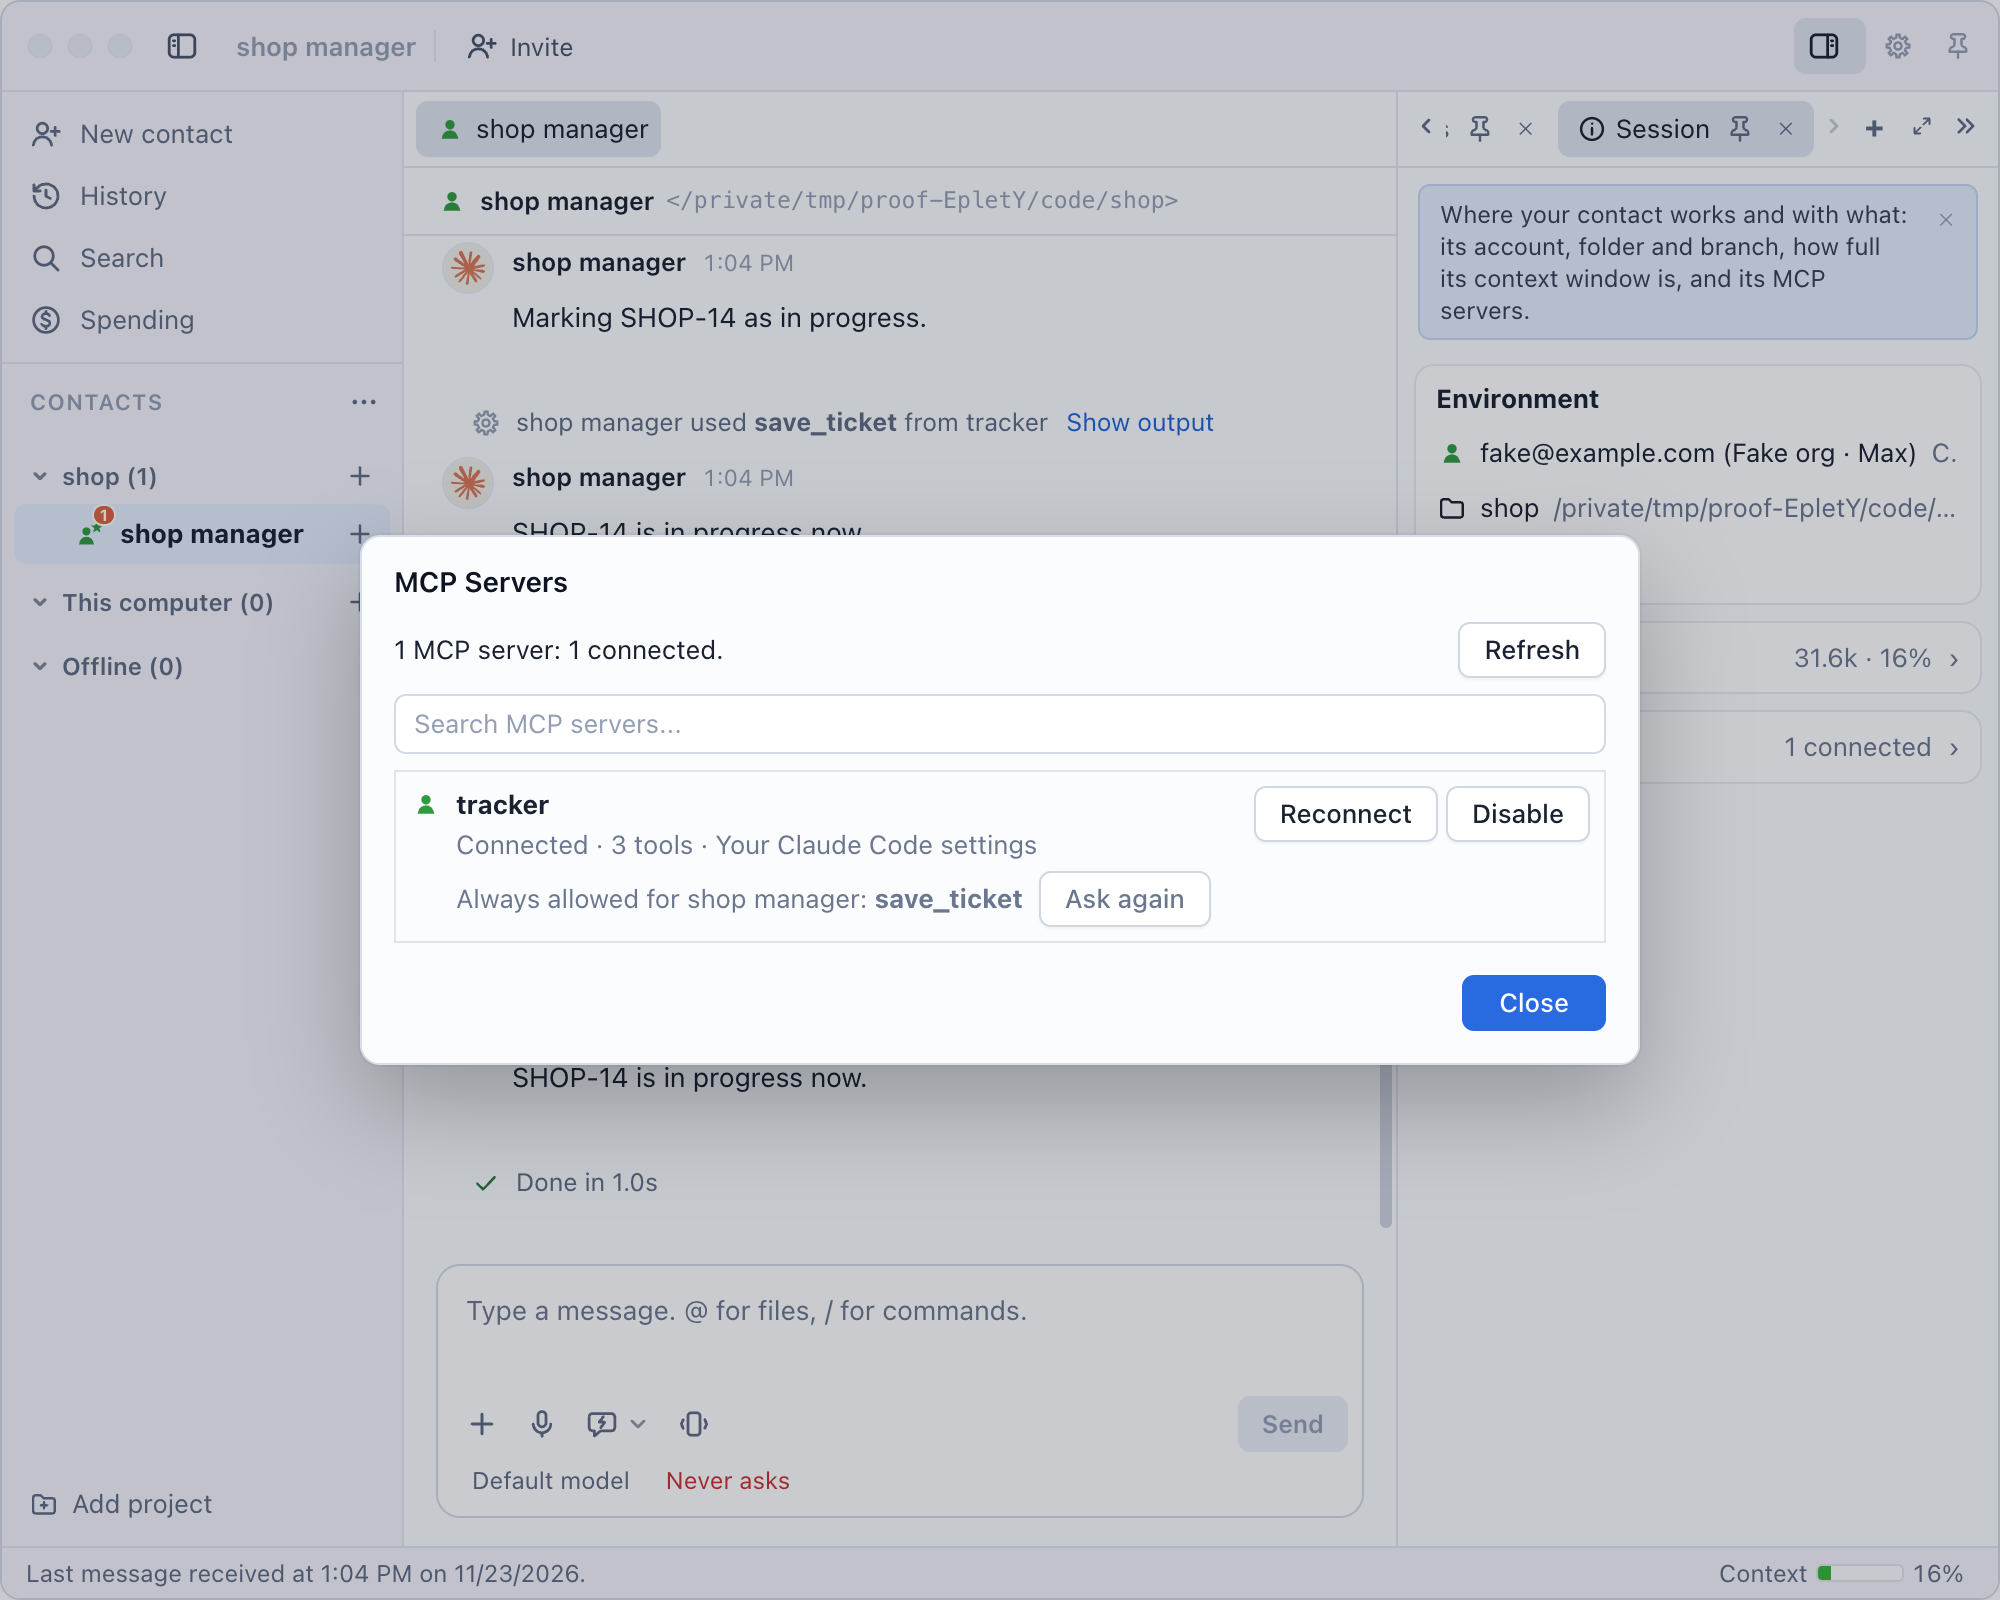 shop manager
Invite
New contact
History
Search
Spending
CONTACTS
shop (1)
1
shop manager
This computer (0)
Offline (0)
Add project
shop manager
shop manager </private/tmp/proof-EpletY/code/shop>
shop manager 1:04 PM
Marking SHOP-14 as in progress.
shop manager used save_ticket from tracker Show output
shop manager 1:04 PM
SHOP-14 is in progress now.
SHOP-14 is in progress now.
Done in 1.0s
Type a message. @ for files, / for commands.
Send
Default model Never asks
Session
Where your contact works and with what:
its account, folder and branch, how full
its context window is, and its MCP
servers.
Environment
fake@example.com (Fake org · Max) C.
shop /private/tmp/proof-EpletY/code/...
31.6k · 16%
1 connected
MCP Servers
1 MCP server: 1 connected.
Refresh
Search MCP servers...
tracker
Reconnect
Disable
Connected · 3 tools · Your Claude Code settings
Always allowed for shop manager: save_ticket Ask again
Close
Last message received at 1:04 PM on 11/23/2026.
Context 16%